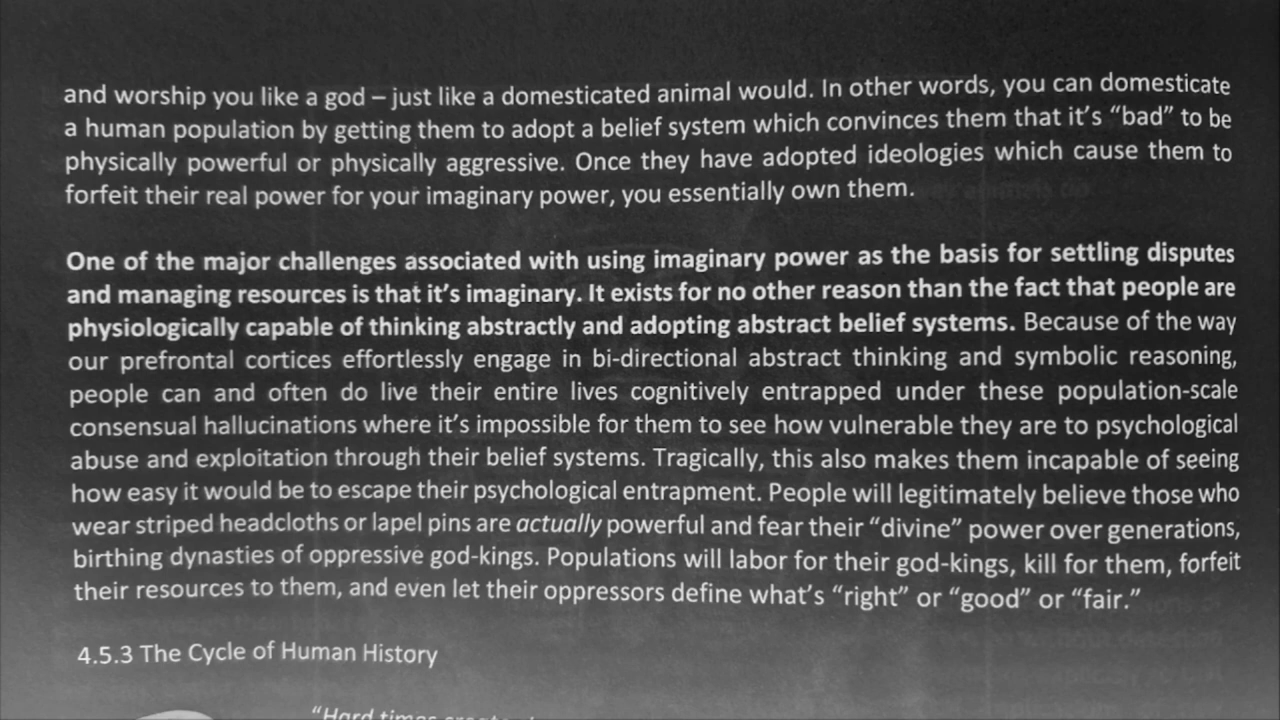 and worship you like a god – just like a domesticated animal would. In other words, you can domesticate
a human population by getting them to adopt a belief system which convinces them that it’s “bad” to be
physically powerful or physically aggressive. Once they have adopted ideologies which cause them to
forfeit their real power for your imaginary power, you essentially own them.
One of the major challenges associated with using imaginary power as the basis for settling disputes
and managing resources is that it’s imaginary. It exists for no other reason than the fact that people are
physiologically capable of thinking abstractly and adopting abstract belief systems. Because of the way
our prefrontal cortices effortlessly engage in bi-directional abstract thinking and symbolic reasoning,
people can and often do live their entire lives cognitively entrapped under these population-scale
consensual hallucinations where it’s impossible for them to see how vulnerable they are to psychological
abuse and exploitation through their belief systems. Tragically, this also makes them incapable of seeing
how easy it would be to escape their psychological entrapment. People will legitimately believe those who
wear striped headcloths or lapel pins are actually powerful and fear their “divine” power over generations,
birthing dynasties of oppressive god-kings. Populations will labor for their god-kings, kill for them, forfeit
their resources to them, and even let their oppressors define what’s “right” or “good” or “fair.”
4.5.3 The Cycle of Human History
“Hard times